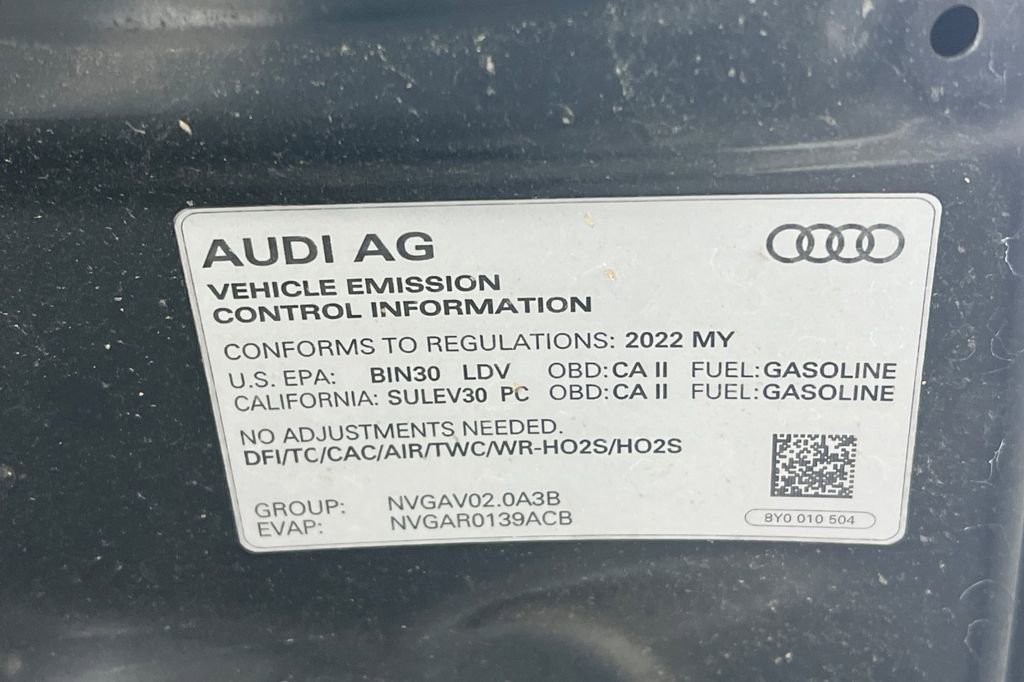 AUDI AG
VEHICLE EMISSION
CONTROL INFORMATION
CONFORMS TO REGULATIONS: 2022 MY
U.S. EPA: BIN30 LDV OBD:CA II FUEL:GASOLINE
CALIFORNIA: SULEV30 PC OBD:CA II FUEL:GASOLINE
NO ADJUSTMENTS NEEDED.
DFI/TC/CAC/AIR/TWC/WR-HO2S/HO2S
GROUP: NVGAV02.0A3B
EVAP: NVGAR0139ACB
8Y0 010 504